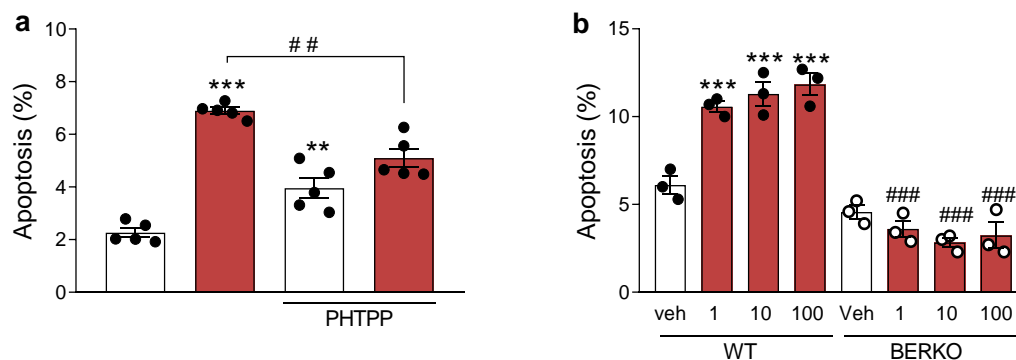 a
Apoptosis (%)
10
8
6
4
2
0
***
# #
**
PHTPP
b
Apoptosis (%)
15
10
5
0
***
***
***
###
###
###
veh 1 10 100 Veh 1 10 100
WT BERKO